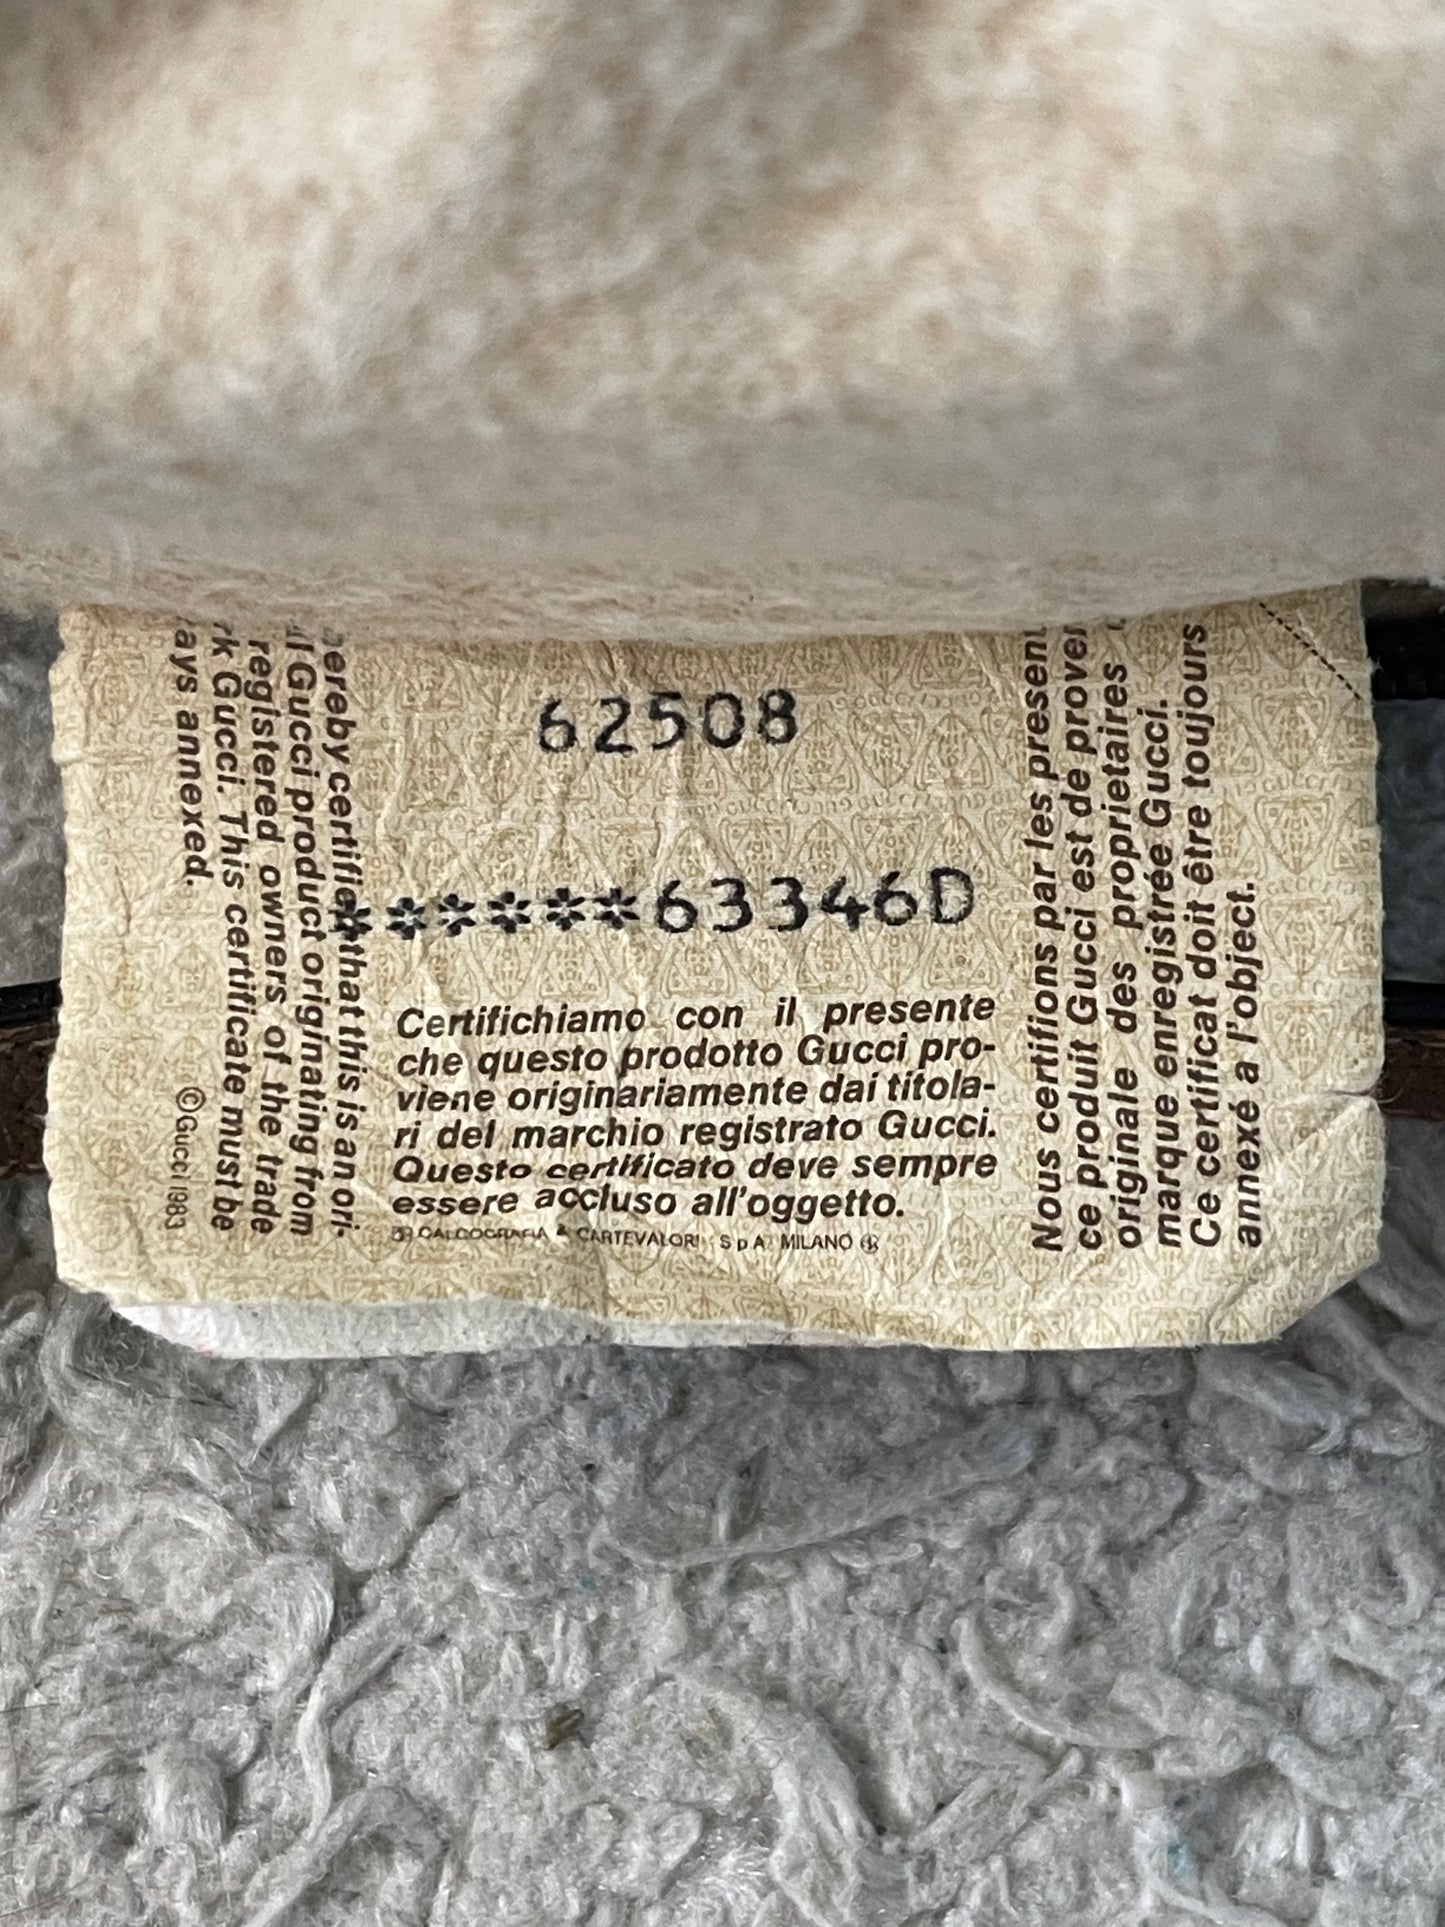 62508
******63346D
Certifichiamo con il presente
che questo prodotto Gucci pro-
viene originariamente dai titola-
ri del marchio registrato Gucci.
Questo certificato deve sempre
essere accluso all'oggetto.
CALCOGRAFIA & CARTEVALORI S.p.A. MILANO
ereby certifie that this is an ori-
l Gucci product originating from
registered owners of the trade
rk Gucci. This certificate must be
ays annexed.
©Gucci 1983
Nous certifions par les present
ce produit Gucci est de prover
originale des proprietaires
marque enregistrée Gucci.
Ce certificat doit être toujours
annexé a l'object.